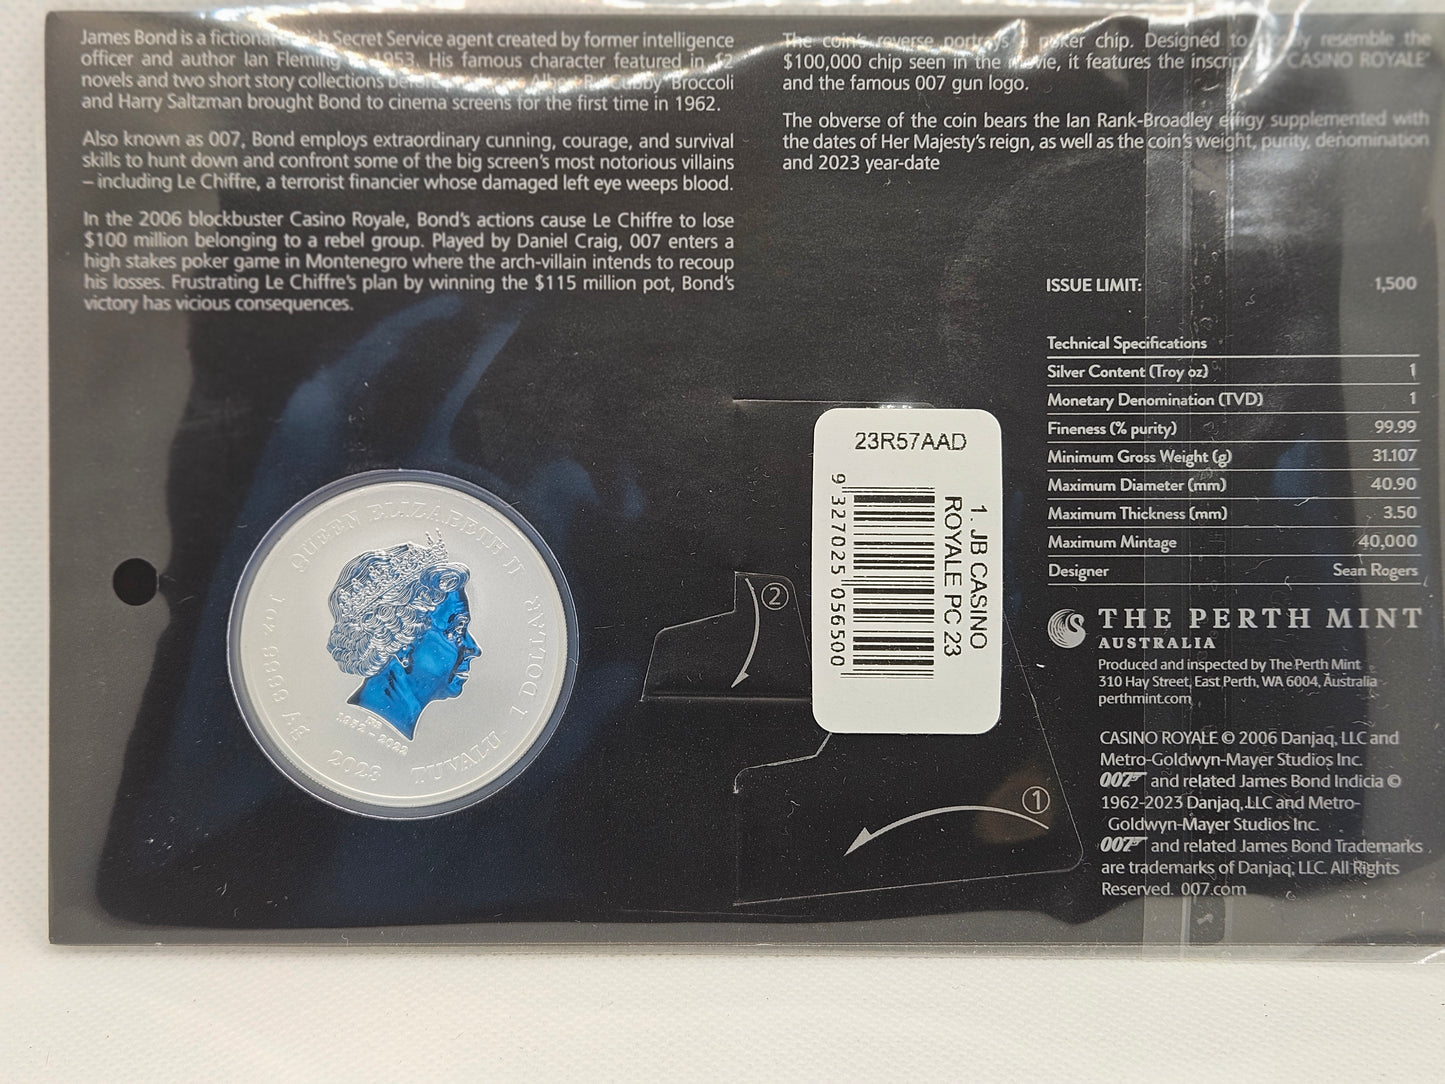 James Bond is a fictional Secret Service agent created by former intelligence
officer and author Ian Fleming 1953. His famous character featured in 12
novels and two short story collections before Albert R. 'Cubby' Broccoli
and Harry Saltzman brought Bond to cinema screens for the first time in 1962.
Also known as 007, Bond employs extraordinary cunning, courage, and survival
skills to hunt down and confront some of the big screen's most notorious villains
– including Le Chiffre, a terrorist financier whose damaged left eye weeps blood.
In the 2006 blockbuster Casino Royale, Bond's actions cause Le Chiffre to lose
$100 million belonging to a rebel group. Played by Daniel Craig, 007 enters a
high stakes poker game in Montenegro where the arch-villain intends to recoup
his losses. Frustrating Le Chiffre's plan by winning the $115 million pot, Bond's
victory has vicious consequences.
The coin's reverse portrays a poker chip. Designed to resemble the
$100,000 chip seen in the movie, it features the inscription 'CASINO ROYALE'
and the famous 007 gun logo.
The obverse of the coin bears the Ian Rank-Broadley effigy supplemented with
the dates of Her Majesty's reign, as well as the coin's weight, purity, denomination
and 2023 year-date
ISSUE LIMIT: 1,500
Technical Specifications
Silver Content (Troy oz) 1
Monetary Denomination (TVD) 1
Fineness (% purity) 99.99
Minimum Gross Weight (g) 31.107
Maximum Diameter (mm) 40.90
Maximum Thickness (mm) 3.50
Maximum Mintage 40,000
Designer Sean Rogers
THE PERTH MINT
AUSTRALIA
Produced and inspected by The Perth Mint
310 Hay Street, East Perth, WA 6004, Australia
perthmint.com
CASINO ROYALE © 2006 Danjaq, LLC and
Metro-Goldwyn-Mayer Studios Inc.
007 and related James Bond Indicia ©
1962-2023 Danjaq, LLC and Metro-
Goldwyn-Mayer Studios Inc.
007 and related James Bond Trademarks
are trademarks of Danjaq, LLC. All Rights
Reserved. 007.com
23R57AAD
1. JB CASINO
ROYALE PC 23
9 327025 056500
2
1
QUEEN ELIZABETH II
1oz 9999 Ag
1 DOLLAR
IRB
1952 - 2022
2023 TUVALU